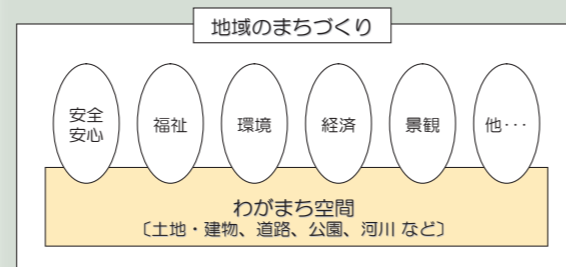 地域のまちづくり
安全
安心
福祉
環境
経済
景観
他･･･
わがまち空間
〔土地・建物、道路、公園、河川 など〕